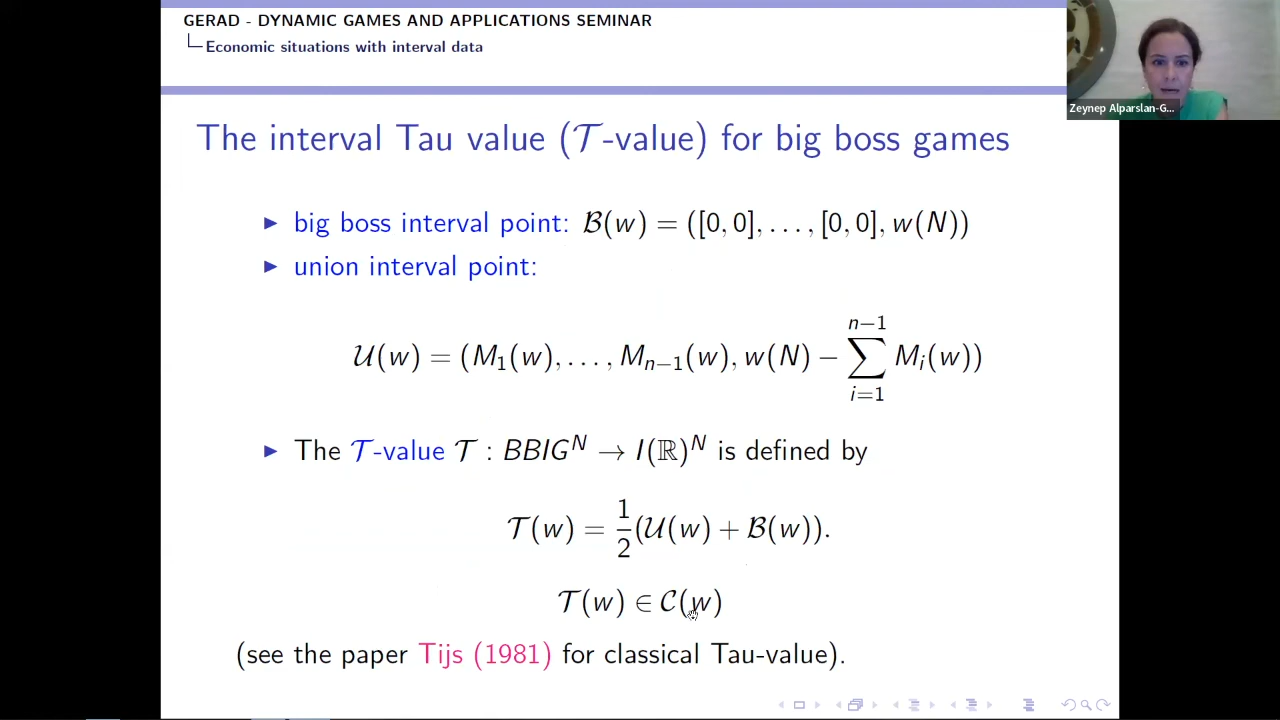 GERAD - DYNAMIC GAMES AND APPLICATIONS SEMINAR
Economic situations with interval data
Zeynep Alparslan-G...
The interval Tau value (𝒯-value) for big boss games
▶ big boss interval point: ℬ(w) = ([0, 0], . . . , [0, 0], w(N))
▶ union interval point:
𝒰(w) = (M₁(w), . . . , Mₙ₋₁(w), w(N) − ∑ᵢ₌₁ⁿ⁻¹ Mᵢ(w))
▶ The 𝒯-value 𝒯 : BBIGᴺ → I(ℝ)ᴺ is defined by
𝒯(w) = 1/2 (𝒰(w) + ℬ(w)).
𝒯(w) ∈ 𝒞(w)
(see the paper Tijs (1981) for classical Tau-value).